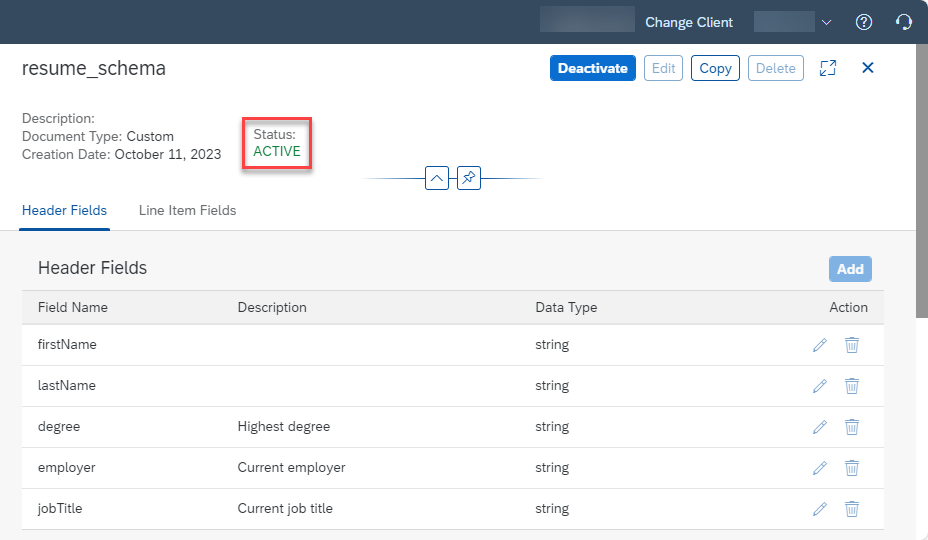 Change Client
resume_schema
Deactivate Edit Copy Delete
Description:
Document Type: Custom
Creation Date: October 11, 2023
Status:
ACTIVE
Header Fields Line Item Fields
Header Fields
Add
Field Name Description Data Type Action
firstName string
lastName string
degree Highest degree string
employer Current employer string
jobTitle Current job title string